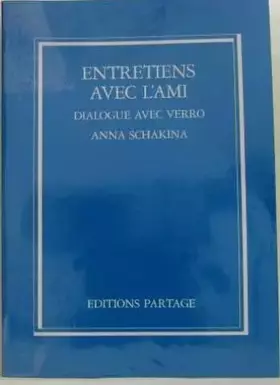 ENTRETIENS
AVEC L'AMI
DIALOGUE AVEC VERRO
ANNA SCHAKINA
EDITIONS PARTAGE